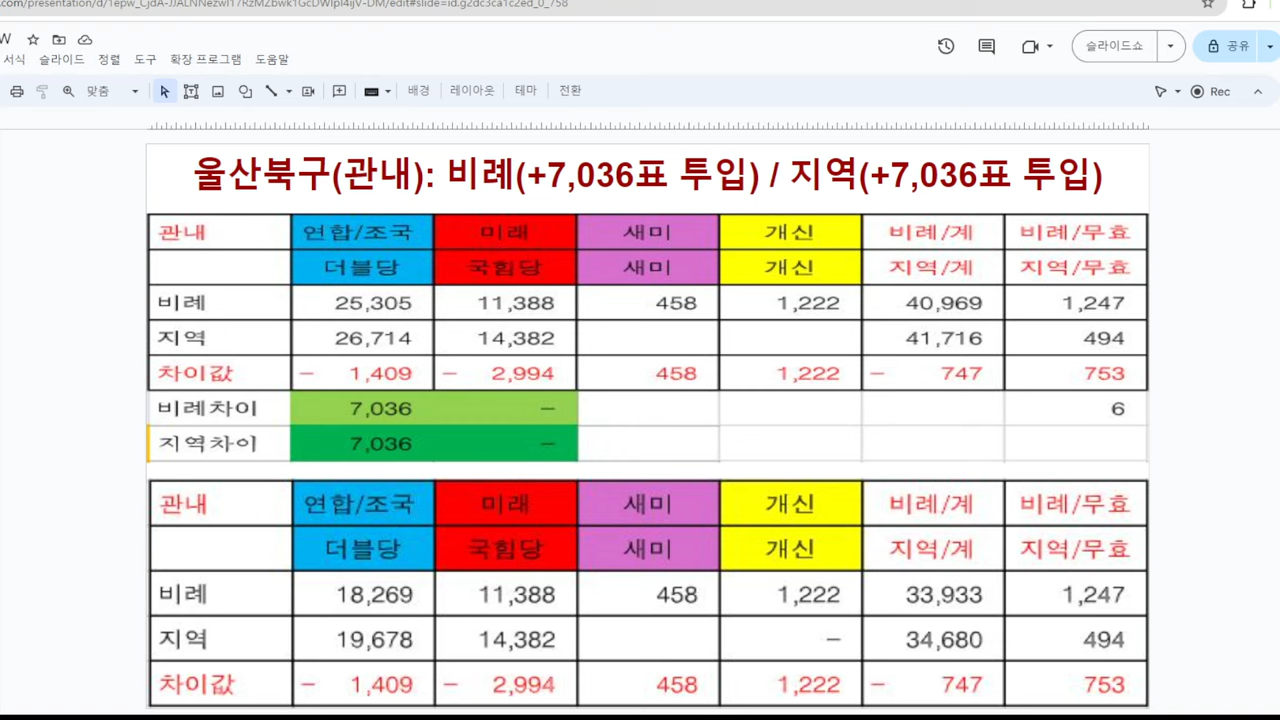 .com/presentation/d/1epw_CjdA-JJALNNezwI17RzMZbwk1GcDWIpI4ijV-DM/edit#slide=id.g2dc3ca1c2ed_0_758
W
서식 슬라이드 정렬 도구 확장 프로그램 도움말
슬라이드쇼 공유
맞춤 배경 레이아웃 테마 전환 Rec
울산북구(관내): 비례(+7,036표 투입) / 지역(+7,036표 투입)
관내 연합/조국 미래 새미 개신 비례/계 비례/무효
더블당 국힘당 새미 개신 지역/계 지역/무효
비례 25,305 11,388 458 1,222 40,969 1,247
지역 26,714 14,382 41,716 494
차이값 – 1,409 – 2,994 458 1,222 – 747 753
비례차이 7,036 – 6
지역차이 7,036 –
관내 연합/조국 미래 새미 개신 비례/계 비례/무효
더블당 국힘당 새미 개신 지역/계 지역/무효
비례 18,269 11,388 458 1,222 33,933 1,247
지역 19,678 14,382 – 34,680 494
차이값 – 1,409 – 2,994 458 1,222 – 747 753